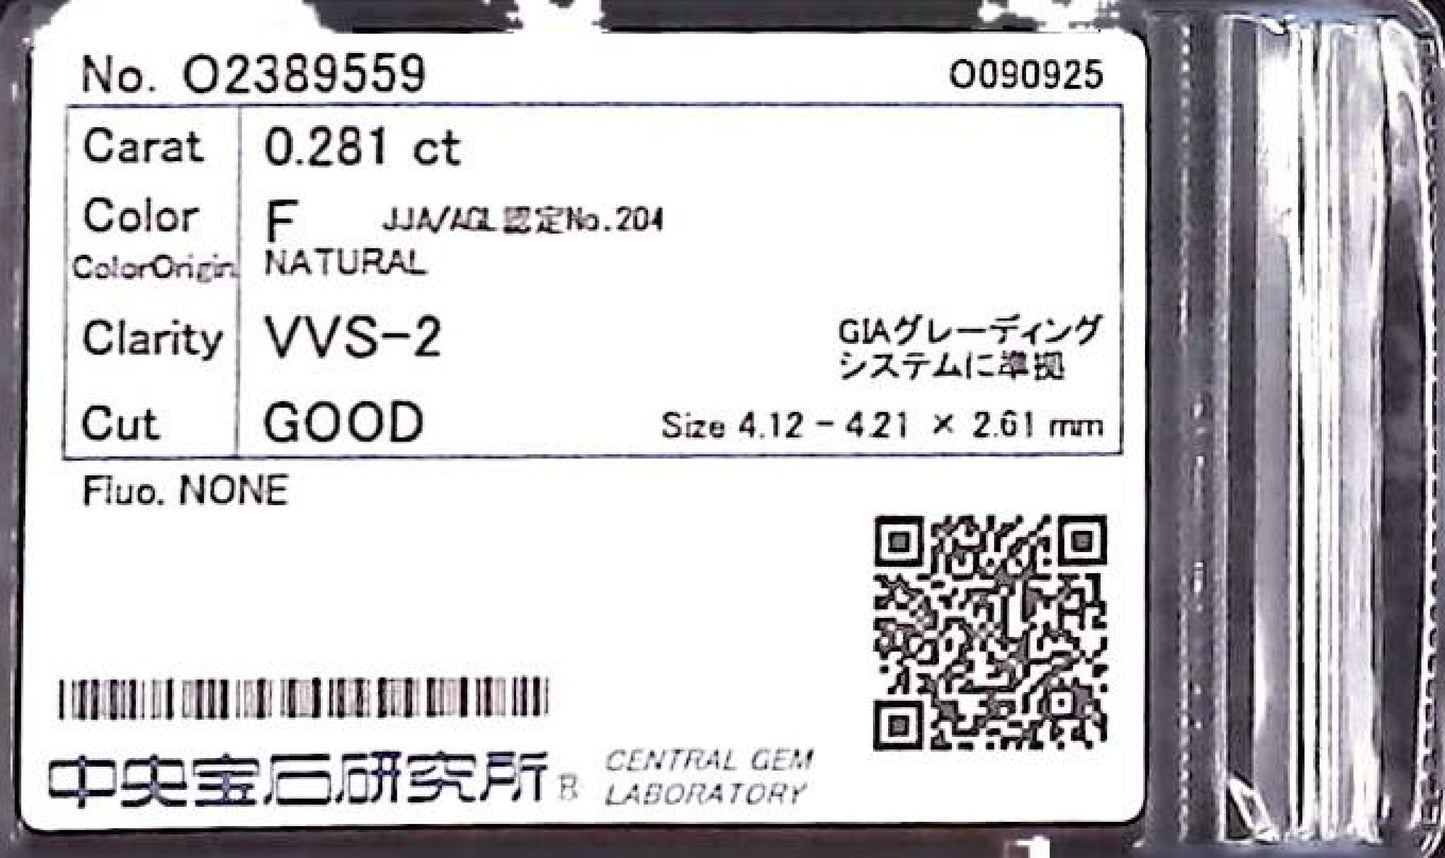 No. O2389559 O090925
Carat 0.281 ct
Color F JJA/AGL認定No.204
ColorOrigin NATURAL
Clarity VVS-2 GIAグレーディング
システムに準拠
Cut GOOD Size 4.12 - 4.21 × 2.61 mm
Fluo. NONE
中央宝石研究所® CENTRAL GEM
LABORATORY